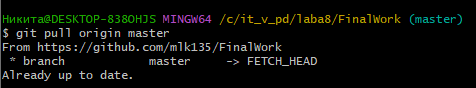 Никита@DESKTOP-838OHJS MINGW64 /c/it_v_pd/laba8/FinalWork (master)
$ git pull origin master
From https://github.com/mlk135/FinalWork
 * branch            master     -> FETCH_HEAD
Already up to date.